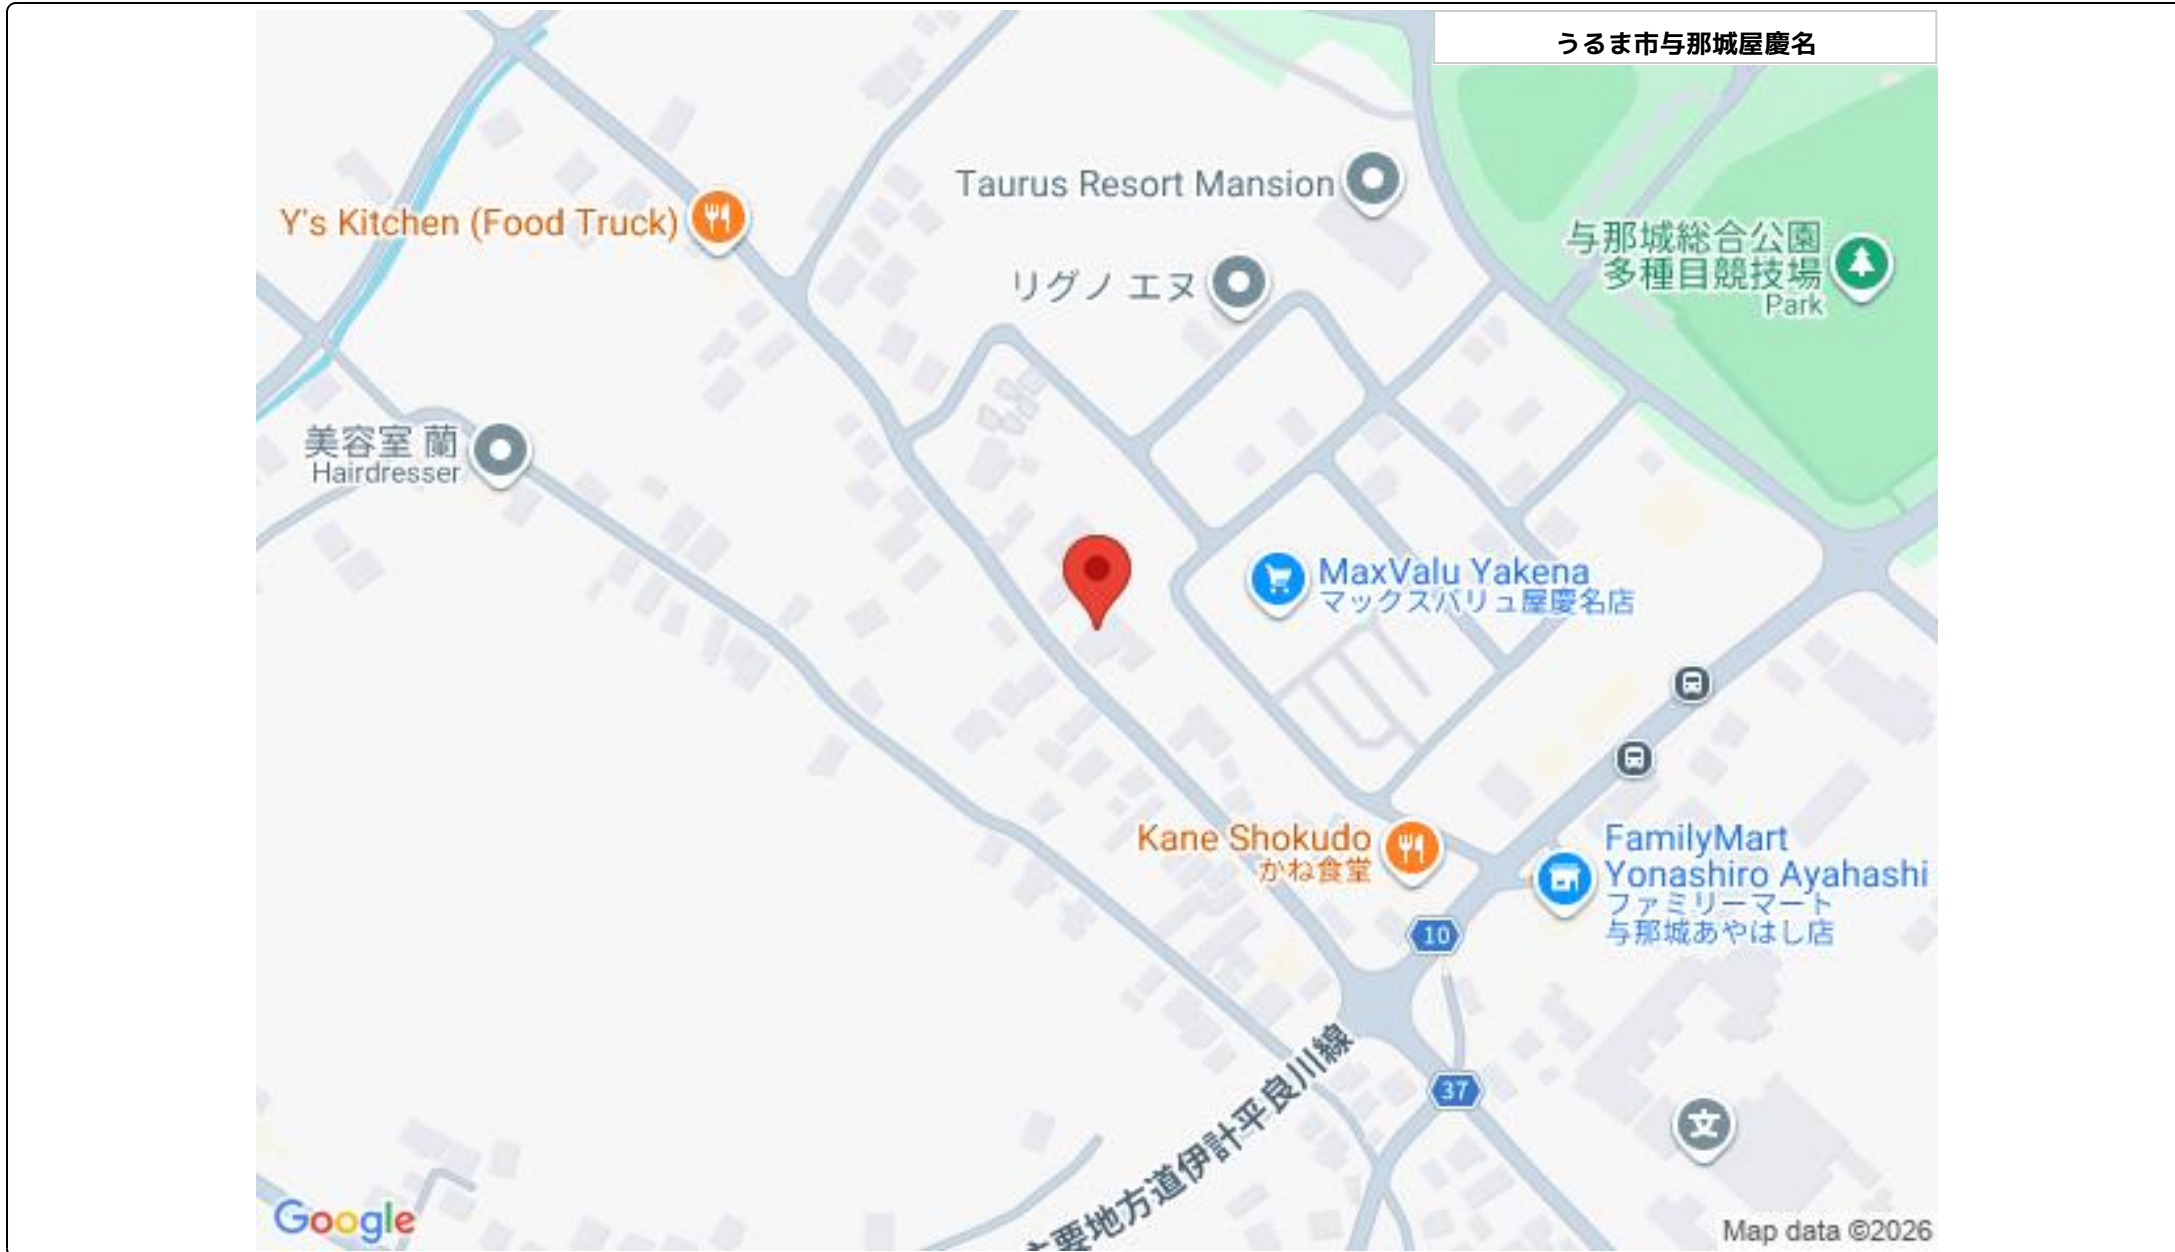 うるま市与那城屋慶名
Taurus Resort Mansion
Y's Kitchen (Food Truck)
与那城総合公園
多種目競技場
Park
リグノ エヌ
美容室 蘭
Hairdresser
MaxValu Yakena
マックスバリュ屋慶名店
Kane Shokudo
かね食堂
FamilyMart
Yonashiro Ayahashi
ファミリーマート
与那城あやはし店
10
37
文
主要地方道伊計平良川線
Google
Map data ©2026